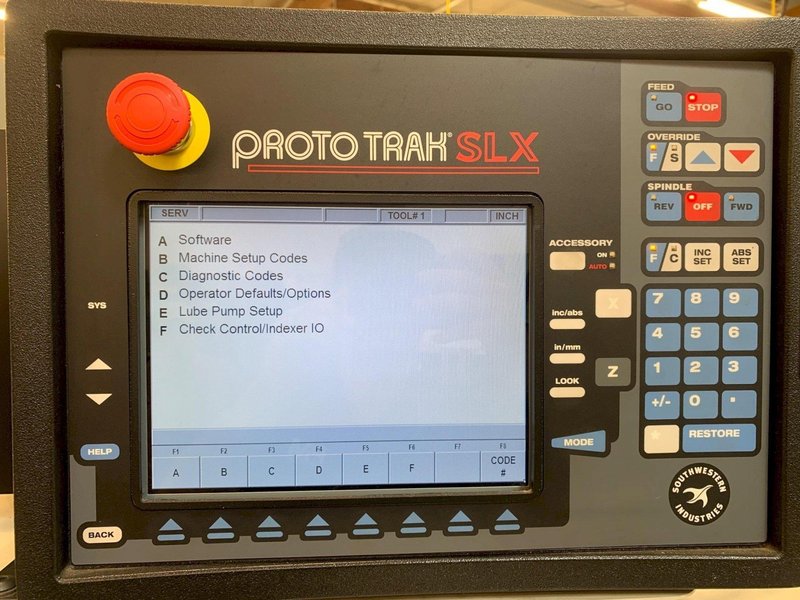 PROTO TRAK® SLX
SERV
TOOL# 1
INCH
A Software
B Machine Setup Codes
C Diagnostic Codes
D Operator Defaults/Options
E Lube Pump Setup
F Check Control/Indexer IO
F1 F2 F3 F4 F5 F6 F7 F8
A B C D E F CODE #
SYS
HELP
BACK
FEED
GO STOP
OVERRIDE
F S
SPINDLE
REV OFF FWD
ACCESSORY
ON
AUTO
F C INC SET ABS SET
inc/abs
in/mm
LOOK
X
Z
MODE
7 8 9
4 5 6
1 2 3
+/- 0 .
* RESTORE
SOUTHWESTERN INDUSTRIES